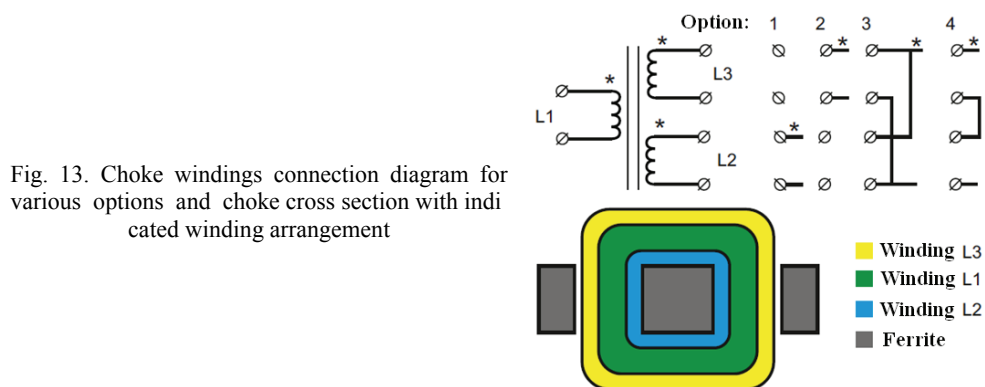 Fig. 13. Choke windings connection diagram for
various options and choke cross section with indi
cated winding arrangement
Option: 1 2 3 4
* * * * *
L3
L1
* *
L2
Winding L3
Winding L1
Winding L2
Ferrite